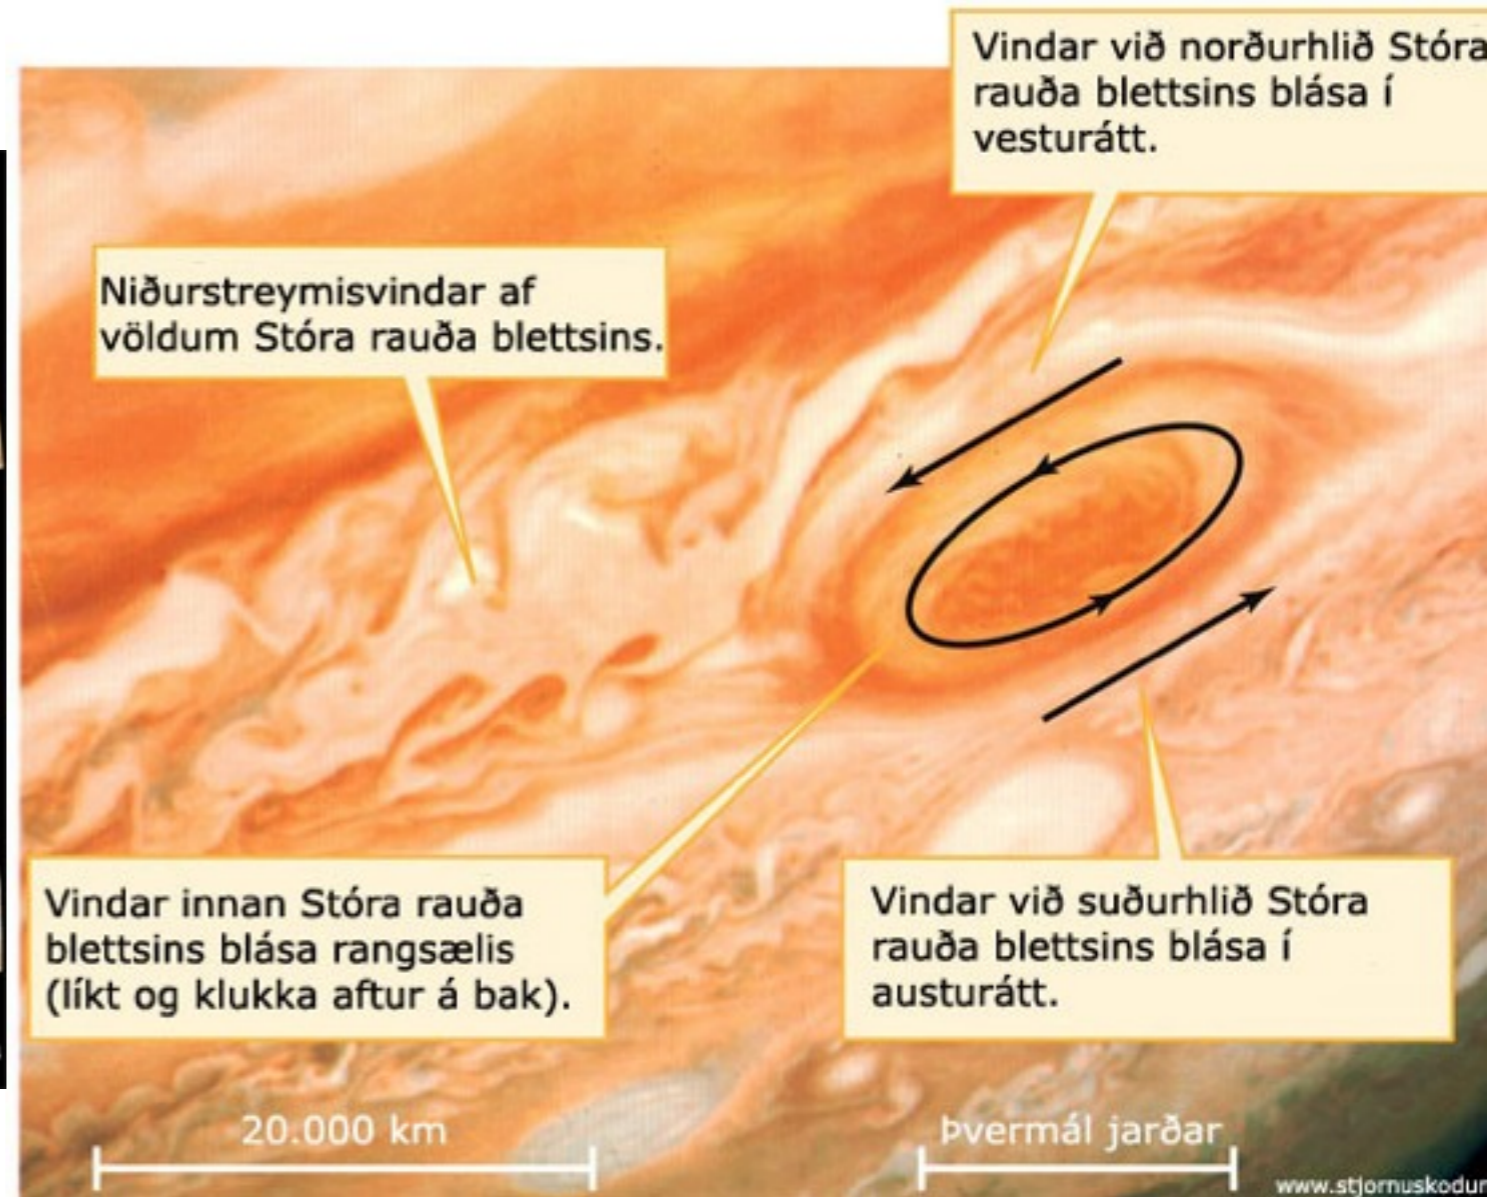 Vindar við norðurhlið Stóra
rauða blettsins blása í
vesturátt.
Niðurstreymisvindar af
völdum Stóra rauða blettsins.
Vindar innan Stóra rauða
blettsins blása rangsælis
(líkt og klukka aftur á bak).
Vindar við suðurhlið Stóra
rauða blettsins blása í
austurátt.
20.000 km
Þvermál jarðar
www.stjornuskodur